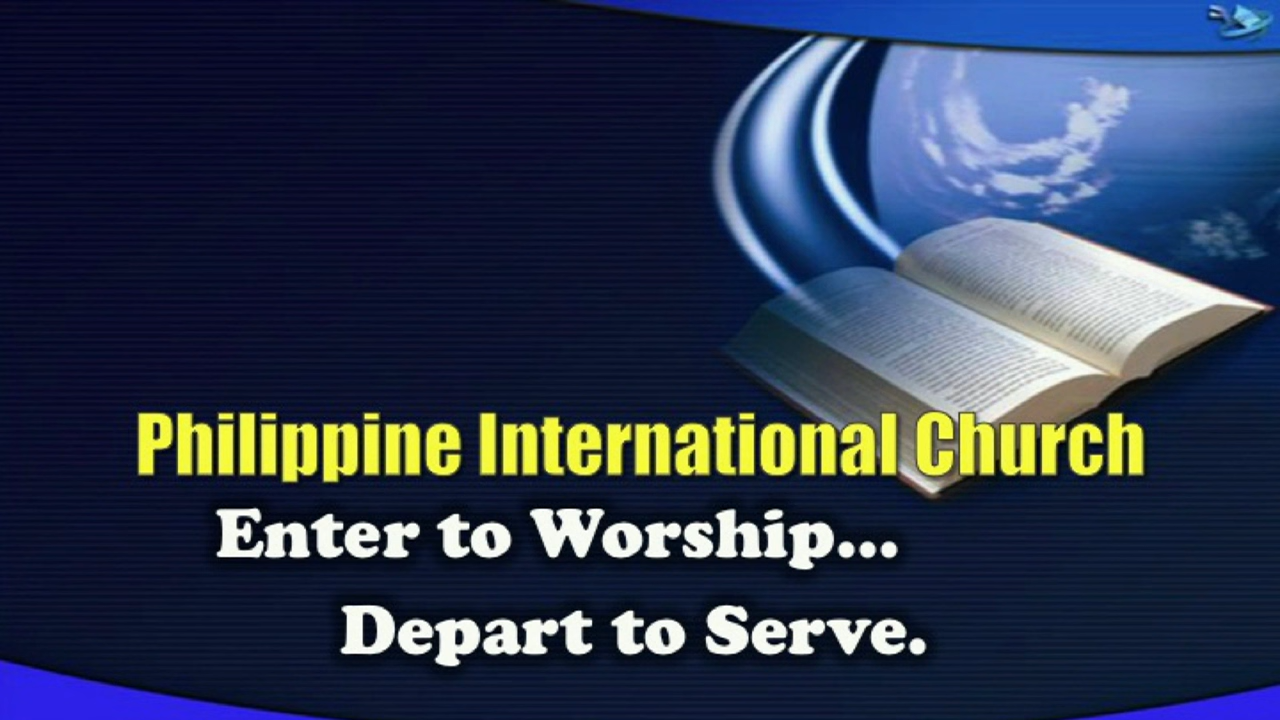 Philippine International Church
Enter to Worship...
Depart to Serve.